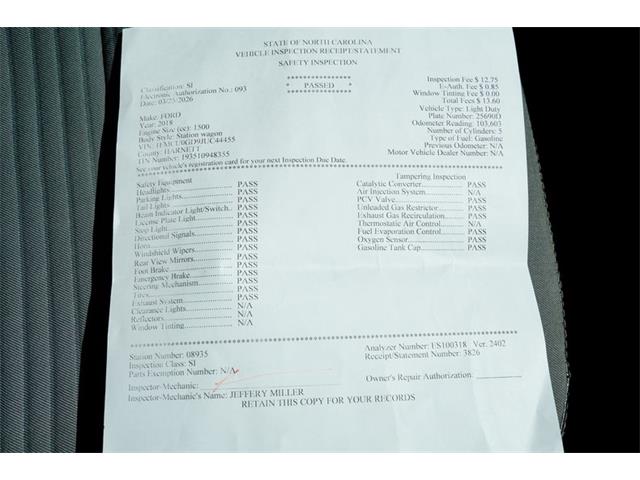 STATE OF NORTH CAROLINA
VEHICLE INSPECTION RECEIPT/STATEMENT
SAFETY INSPECTION
Classification: SI
Electronic Authorization No.: 093
Date: 03/23/2026
****************
* PASSED *
****************
Inspection Fee $ 12.75
E-Auth. Fee $ 0.85
Window Tinting Fee $ 0.00
Total Fees $ 13.60
Make: FORD
Year: 2018
Engine Size (cc): 1500
Body Style: Station wagon
VIN: 1FMCU0GD9JUC44455
County: HARNETT
TIN Number: 193510948355
Vehicle Type: Light Duty
Plate Number: 25690D
Odometer Reading: 103,603
Number of Cylinders: 5
Type of Fuel: Gasoline
Previous Odometer: N/A
Motor Vehicle Dealer Number: N/A
See your vehicle's registration card for your next Inspection Due Date.
Safety Equipment
Headlights PASS
Parking Lights PASS
Tail Lights PASS
Beam Indicator Light/Switch PASS
License Plate Light PASS
Stop Light PASS
Directional Signals PASS
Horn PASS
Windshield Wipers PASS
Rear View Mirrors PASS
Foot Brake PASS
Emergency Brake PASS
Steering Mechanism PASS
Tires PASS
Exhaust System PASS
Clearance Lights N/A
Reflectors N/A
Window Tinting N/A
Tampering Inspection
Catalytic Converter PASS
Air Injection System N/A
PCV Valve PASS
Unleaded Gas Restrictor PASS
Exhaust Gas Recirculation PASS
Thermostatic Air Control N/A
Fuel Evaporation Control PASS
Oxygen Sensor PASS
Gasoline Tank Cap PASS
Station Number: 08935
Inspection Class: SI
Parts Exemption Number: N/A
Analyzer Number: US100318 Ver. 2402
Receipt/Statement Number: 3826
Inspector-Mechanic:
Owner's Repair Authorization:
Inspector-Mechanic's Name: JEFFERY MILLER
RETAIN THIS COPY FOR YOUR RECORDS